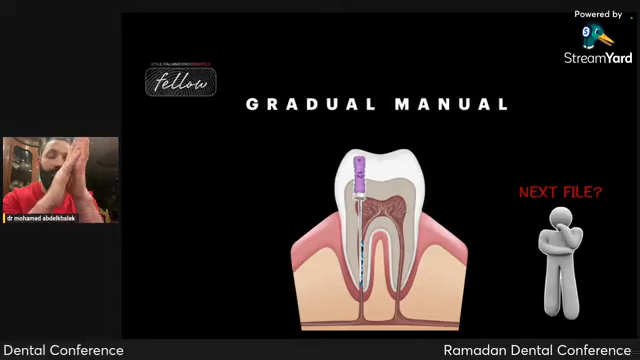 Powered by
StreamYard
STYLE ITALIANO ENDODONTICS
fellow
GRADUAL MANUAL
NEXT FILE?
dr mohamed abdelkhalek
Dental Conference
Ramadan Dental Conference